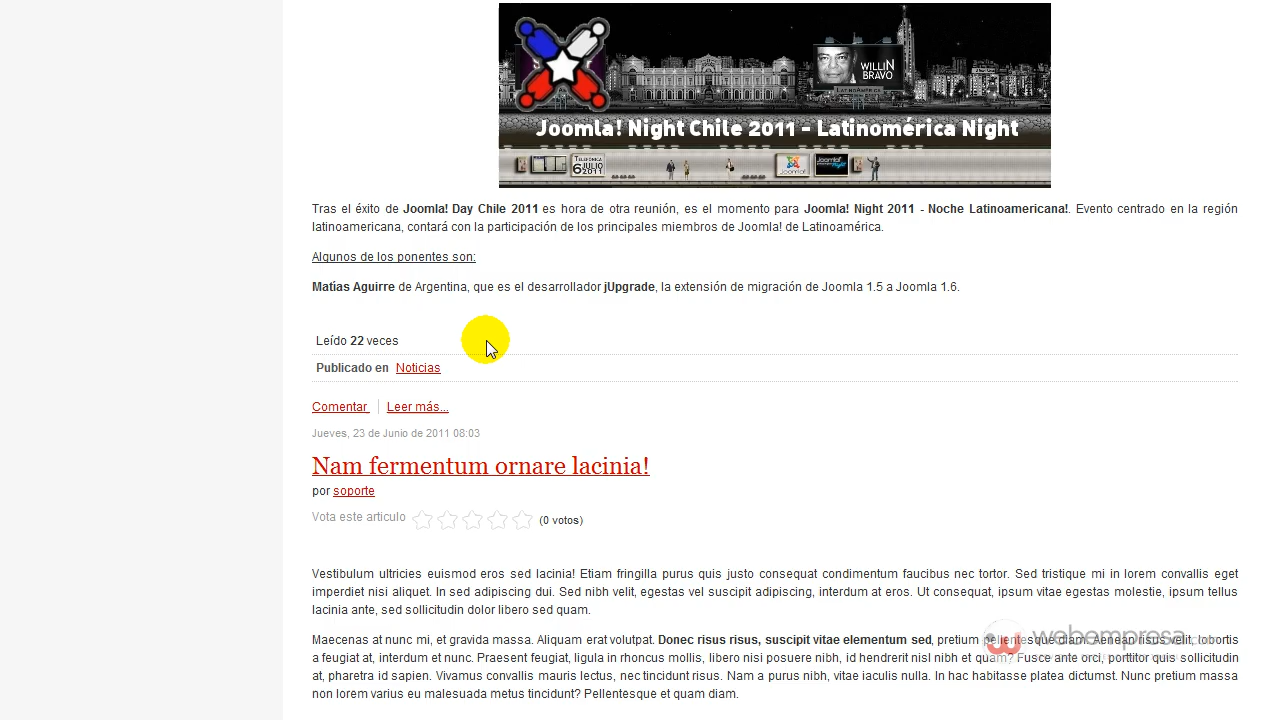 WILLIN
BRAVO
LATINOAMÉRICA
Joomla! Night Chile 2011 - Latinomérica Night
TELEFONICA
6 JULIO
2011
Joomla!
Tras el éxito de Joomla! Day Chile 2011 es hora de otra reunión, es el momento para Joomla! Night 2011 - Noche Latinoamericana!. Evento centrado en la región
latinoamericana, contará con la participación de los principales miembros de Joomla! de Latinoamérica.
Algunos de los ponentes son:
Matías Aguirre de Argentina, que es el desarrollador jUpgrade, la extensión de migración de Joomla 1.5 a Joomla 1.6.
Leído 22 veces
Publicado en Noticias
Comentar Leer más...
Jueves, 23 de Junio de 2011 08:03
Nam fermentum ornare lacinia!
por soporte
Vota este articulo (0 votos)
Vestibulum ultricies euismod eros sed lacinia! Etiam fringilla purus quis justo consequat condimentum faucibus nec tortor. Sed tristique mi in lorem convallis eget
imperdiet nisi aliquet. In sed adipiscing dui. Sed nibh velit, egestas vel suscipit adipiscing, interdum at eros. Ut consequat, ipsum vitae egestas molestie, ipsum tellus
lacinia ante, sed sollicitudin dolor libero sed quam.
Maecenas at nunc mi, et gravida massa. Aliquam erat volutpat. Donec risus risus, suscipit vitae elementum sed, pretium pellentesque diam. Aenean risus velit, lobortis
a feugiat at, interdum et nunc. Praesent feugiat, ligula in rhoncus mollis, libero nisi posuere nibh, id hendrerit nisl nibh et quam? Fusce ante orci, porttitor quis sollicitudin
at, pharetra id sapien. Vivamus convallis mauris lectus, nec tincidunt risus. Nam a purus nibh, vitae iaculis nulla. In hac habitasse platea dictumst. Nunc pretium massa
non lorem varius eu malesuada metus tincidunt? Pellentesque et quam diam.
webempresa